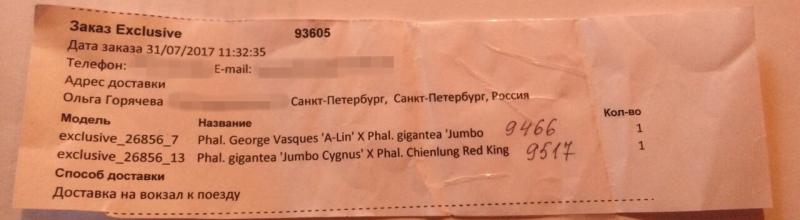 Заказ Exclusive 93605
Дата заказа 31/07/2017 11:32:35
Телефон: E-mail:
Адрес доставки
Ольга Горячева Санкт-Петербург, Санкт-Петербург, Россия
Модель Название Кол-во
exclusive_26856_7 Phal. George Vasques 'A-Lin' X Phal. gigantea 'Jumbo 9466 1
exclusive_26856_13 Phal. gigantea 'Jumbo Cygnus' X Phal. Chienlung Red King 9517 1
Способ доставки
Доставка на вокзал к поезду